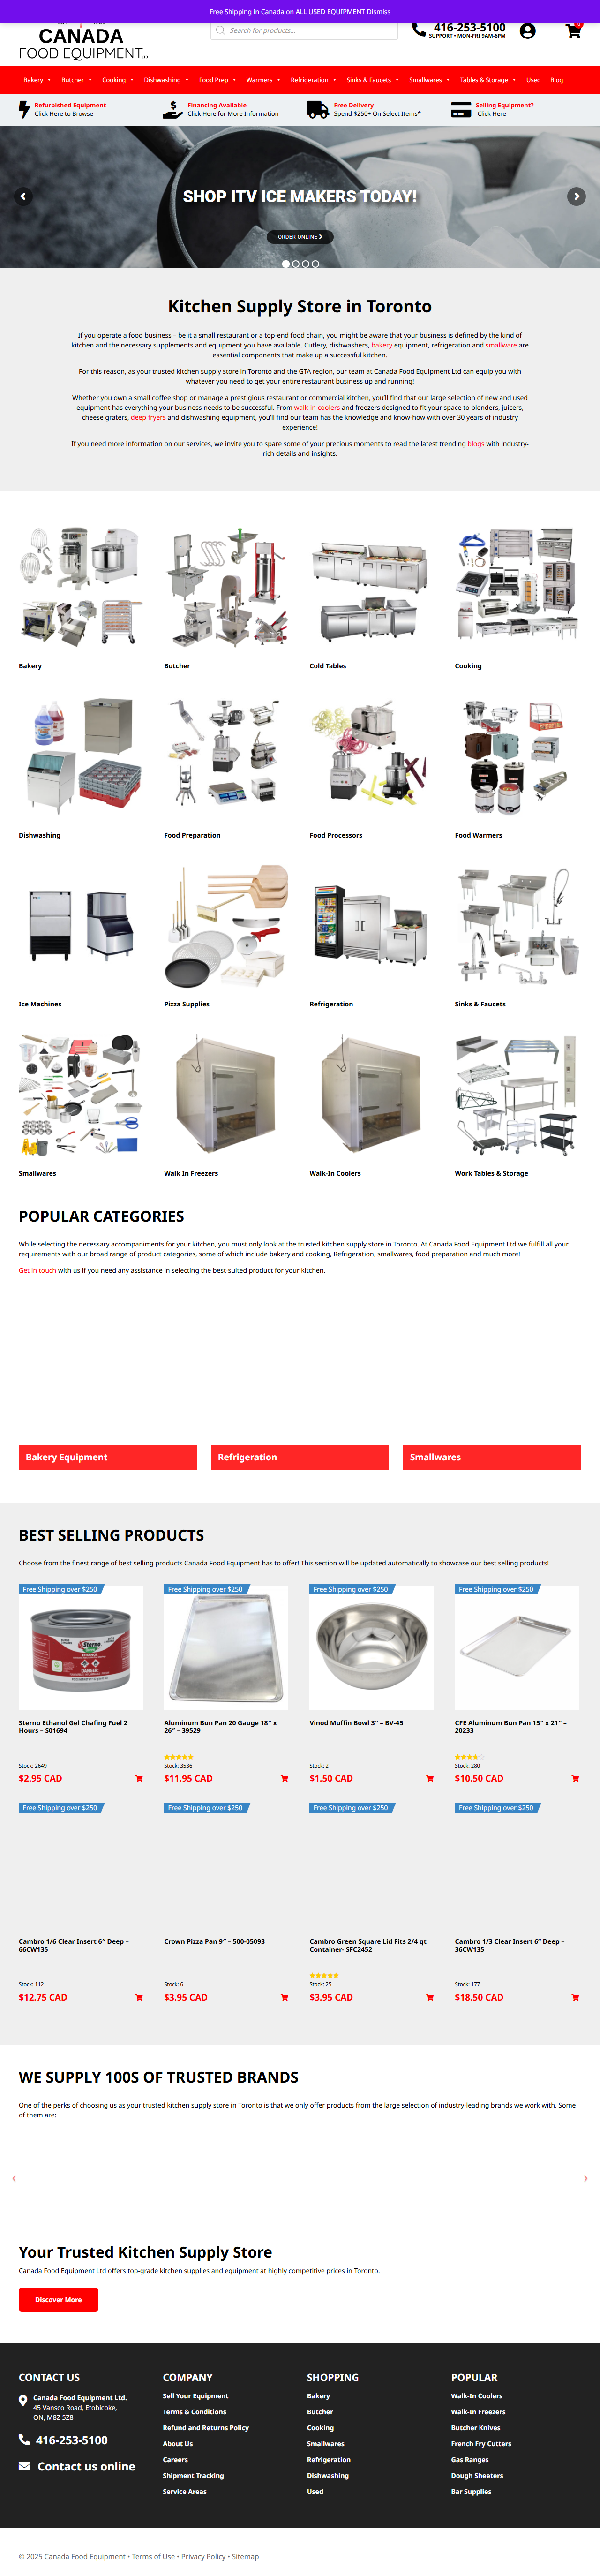 Free Shipping in Canada on ALL USED EQUIPMENT Dismiss
CANADA
FOOD EQUIPMENT LTD
Search for products...
416-253-5100
SUPPORT • MON-FRI 9AM-6PM
Bakery Butcher Cooking Dishwashing Food Prep Warmers Refrigeration Sinks & Faucets Smallwares Tables & Storage Used Blog
Refurbished Equipment
Click Here to Browse
Financing Available
Click Here for More Information
Free Delivery
Spend $250+ On Select Items*
Selling Equipment?
Click Here
SHOP ITV ICE MAKERS TODAY!
ORDER ONLINE
Kitchen Supply Store in Toronto
If you operate a food business – be it a small restaurant or a top-end food chain, you might be aware that your business is defined by the kind of
kitchen and the necessary supplies and equipment you have available. Cutlery, dishwashers, bakery equipment, refrigeration and smallware are
essential components that make up a successful kitchen.
For this reason, as your trusted kitchen supply store in Toronto and the GTA region, our team at Canada Food Equipment Ltd can equip you with
whatever you need to get your entire restaurant business up and running!
Whether you own a small coffee shop or manage a prestigious restaurant or commercial kitchen, you'll find that our large selection of new and used
equipment has everything your business needs to be successful. From walk-in coolers and freezers designed to fit your space to blenders, juicers,
cheese graters, deep fryers and dishwashing equipment, you'll find our team has the knowledge and know-how with over 30 years of industry
experience!
If you need more information on our services, we invite you to spare some of your precious moments to read the latest trending blogs with industry-
rich details and insights.
Bakery
Butcher
Cold Tables
Cooking
Dishwashing
Food Preparation
Food Processors
Food Warmers
Ice Machines
Pizza Supplies
Refrigeration
Sinks & Faucets
Smallwares
Walk In Freezers
Walk-In Coolers
Work Tables & Storage
POPULAR CATEGORIES
While selecting the necessary accompaniments for your kitchen, you must only look at the trusted kitchen supply store in Toronto. At Canada Food Equipment Ltd we fulfill all your
requirements with our broad range of product categories, some of which include bakery and cooking, Refrigeration, smallwares, food preparation and much more!
Get in touch with us if you need any assistance in selecting the best-suited product for your kitchen.
Bakery Equipment
Refrigeration
Smallwares
BEST SELLING PRODUCTS
Choose from the finest range of best selling products Canada Food Equipment has to offer! This section will be updated automatically to showcase our best selling products!
Free Shipping over $250
Sterno
DANGER
Sterno Ethanol Gel Chafing Fuel 2
Hours – 501694
Stock: 2649
$2.95 CAD
Free Shipping over $250
Aluminum Bun Pan 20 Gauge 18″ x
26″ – 39529
Stock: 3536
$11.95 CAD
Free Shipping over $250
Vinod Muffin Bowl 3″ – BV-45
Stock: 2
$1.50 CAD
Free Shipping over $250
CFE Aluminum Bun Pan 15″ x 21″ –
20233
Stock: 280
$10.50 CAD
Free Shipping over $250
Cambro 1/6 Clear Insert 6″ Deep –
66CW135
Stock: 112
$12.75 CAD
Free Shipping over $250
Crown Pizza Pan 9″ – 500-05093
Stock: 6
$3.95 CAD
Free Shipping over $250
Cambro Green Square Lid Fits 2/4 qt
Container- SFC2452
Stock: 25
$3.95 CAD
Free Shipping over $250
Cambro 1/3 Clear Insert 6″ Deep –
36CW135
Stock: 177
$18.50 CAD
WE SUPPLY 100S OF TRUSTED BRANDS
One of the perks of choosing us as your trusted kitchen supply store in Toronto is that we only offer products from the large selection of industry-leading brands we work with. Some
of them are:
Your Trusted Kitchen Supply Store
Canada Food Equipment Ltd offers top-grade kitchen supplies and equipment at highly competitive prices in Toronto.
Discover More
CONTACT US
Canada Food Equipment Ltd.
45 Vansco Road, Etobicoke,
ON, M8Z 5Z8
416-253-5100
Contact us online
COMPANY
Sell Your Equipment
Terms & Conditions
Refund and Returns Policy
About Us
Careers
Shipment Tracking
Service Areas
SHOPPING
Bakery
Butcher
Cooking
Smallwares
Refrigeration
Dishwashing
Used
POPULAR
Walk-In Coolers
Walk-In Freezers
Butcher Knives
French Fry Cutters
Gas Ranges
Dough Sheeters
Bar Supplies
© 2025 Canada Food Equipment • Terms of Use • Privacy Policy • Sitemap